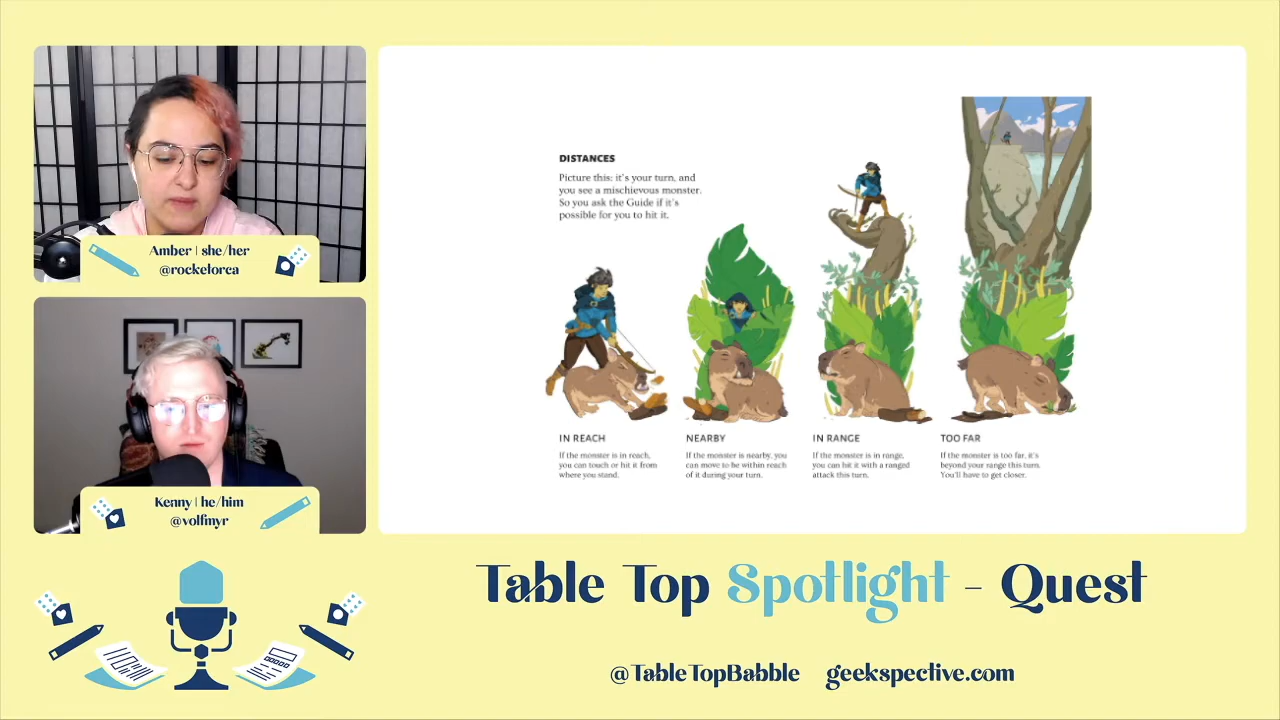 Amber | she/her
@rocketorca
Kenny | he/him
@volfmyr
DISTANCES
Picture this: it's your turn, and
you see a mischievous monster.
So you ask the Guide if it's
possible for you to hit it.
IN REACH
If the monster is in reach,
you can touch or hit it from
where you stand.
NEARBY
If the monster is nearby, you
can move to be within reach
of it during your turn.
IN RANGE
If the monster is in range,
you can hit it with a ranged
attack this turn.
TOO FAR
If the monster is too far, it's
beyond your range this turn.
You'll have to get closer.
Table Top Spotlight - Quest
@TableTopBabble geekspective.com